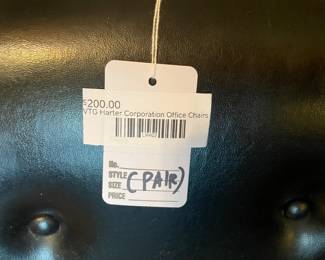 $200.00
VTG Harter Corporation Office Chairs
No.
STYLE
SIZE (PAIR)
PRICE